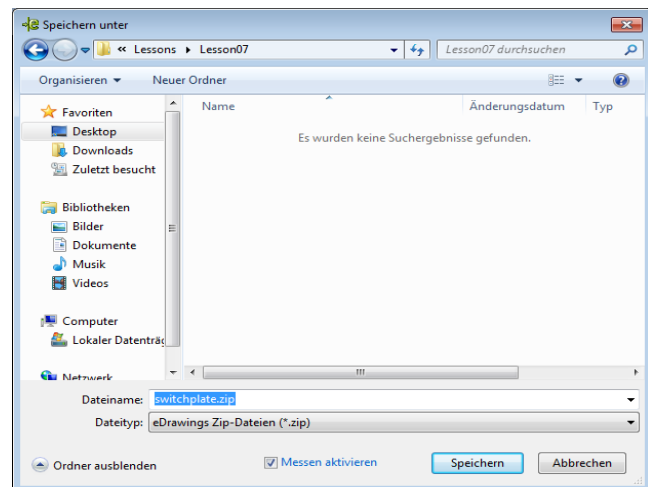 Speichern unter
« Lessons Lesson07
Lesson07 durchsuchen
Organisieren Neuer Ordner
Favoriten
Desktop
Downloads
Zuletzt besucht
Bibliotheken
Bilder
Dokumente
Musik
Videos
Computer
Lokaler Datenträg
Netzwerk
Name Änderungsdatum Typ
Es wurden keine Suchergebnisse gefunden.
Dateiname: switchplate.zip
Dateityp: eDrawings Zip-Dateien (*.zip)
Ordner ausblenden Messen aktivieren Speichern Abbrechen